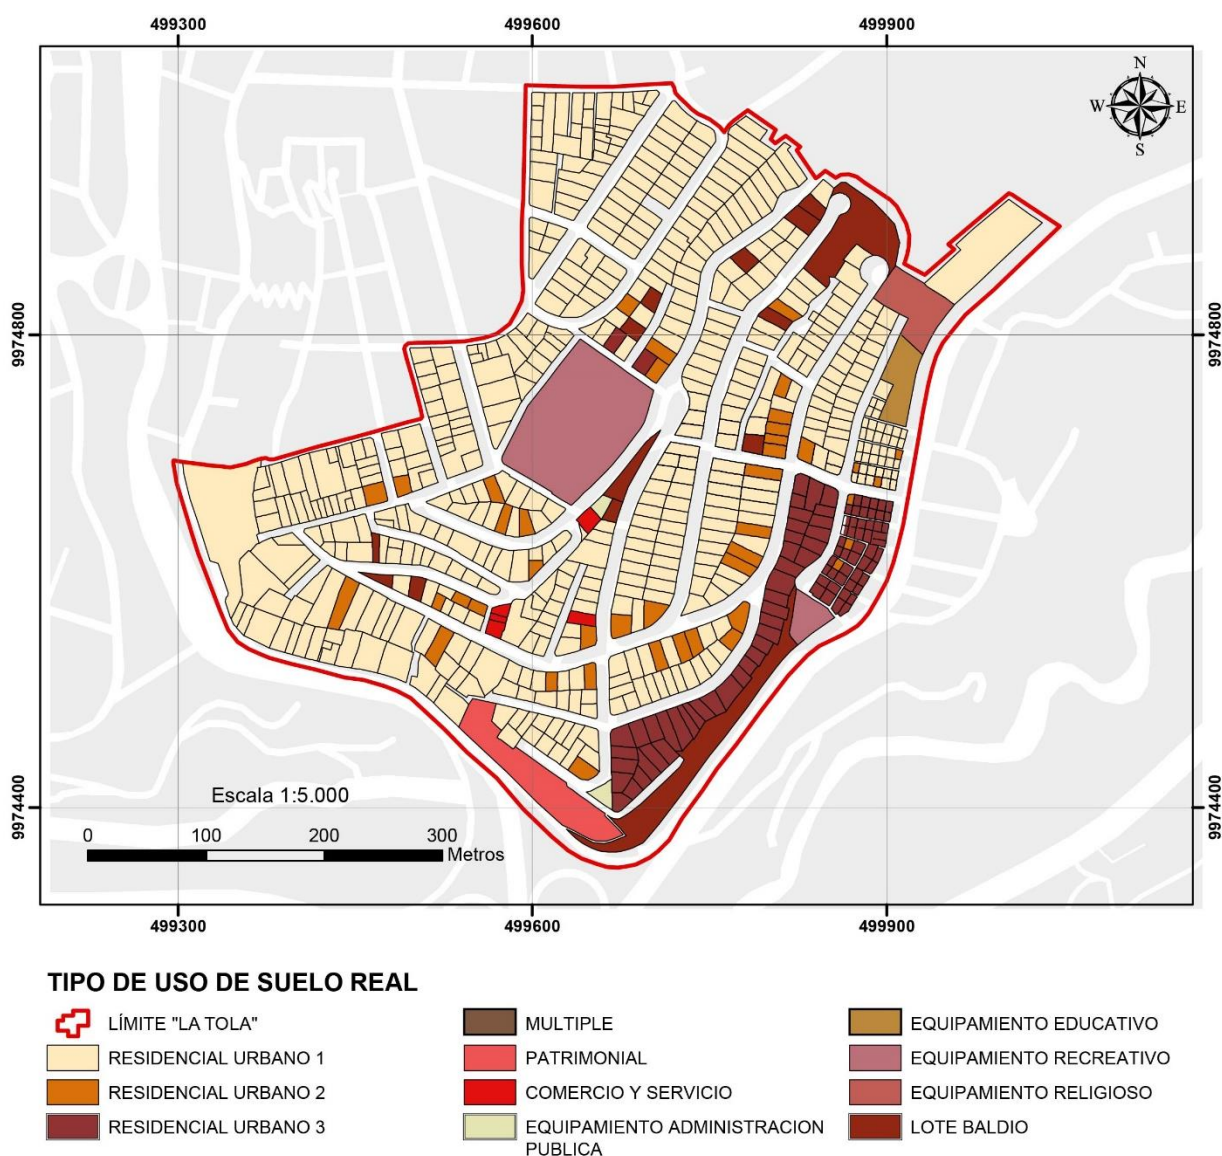 499300 499600 499900
N
W E
S
9974800 9974800
9974400 9974400
Escala 1:5.000
0 100 200 300
Metros
499300 499600 499900
TIPO DE USO DE SUELO REAL
LÍMITE "LA TOLA"
RESIDENCIAL URBANO 1
RESIDENCIAL URBANO 2
RESIDENCIAL URBANO 3
MULTIPLE
PATRIMONIAL
COMERCIO Y SERVICIO
EQUIPAMIENTO ADMINISTRACION
PUBLICA
EQUIPAMIENTO EDUCATIVO
EQUIPAMIENTO RECREATIVO
EQUIPAMIENTO RELIGIOSO
LOTE BALDIO